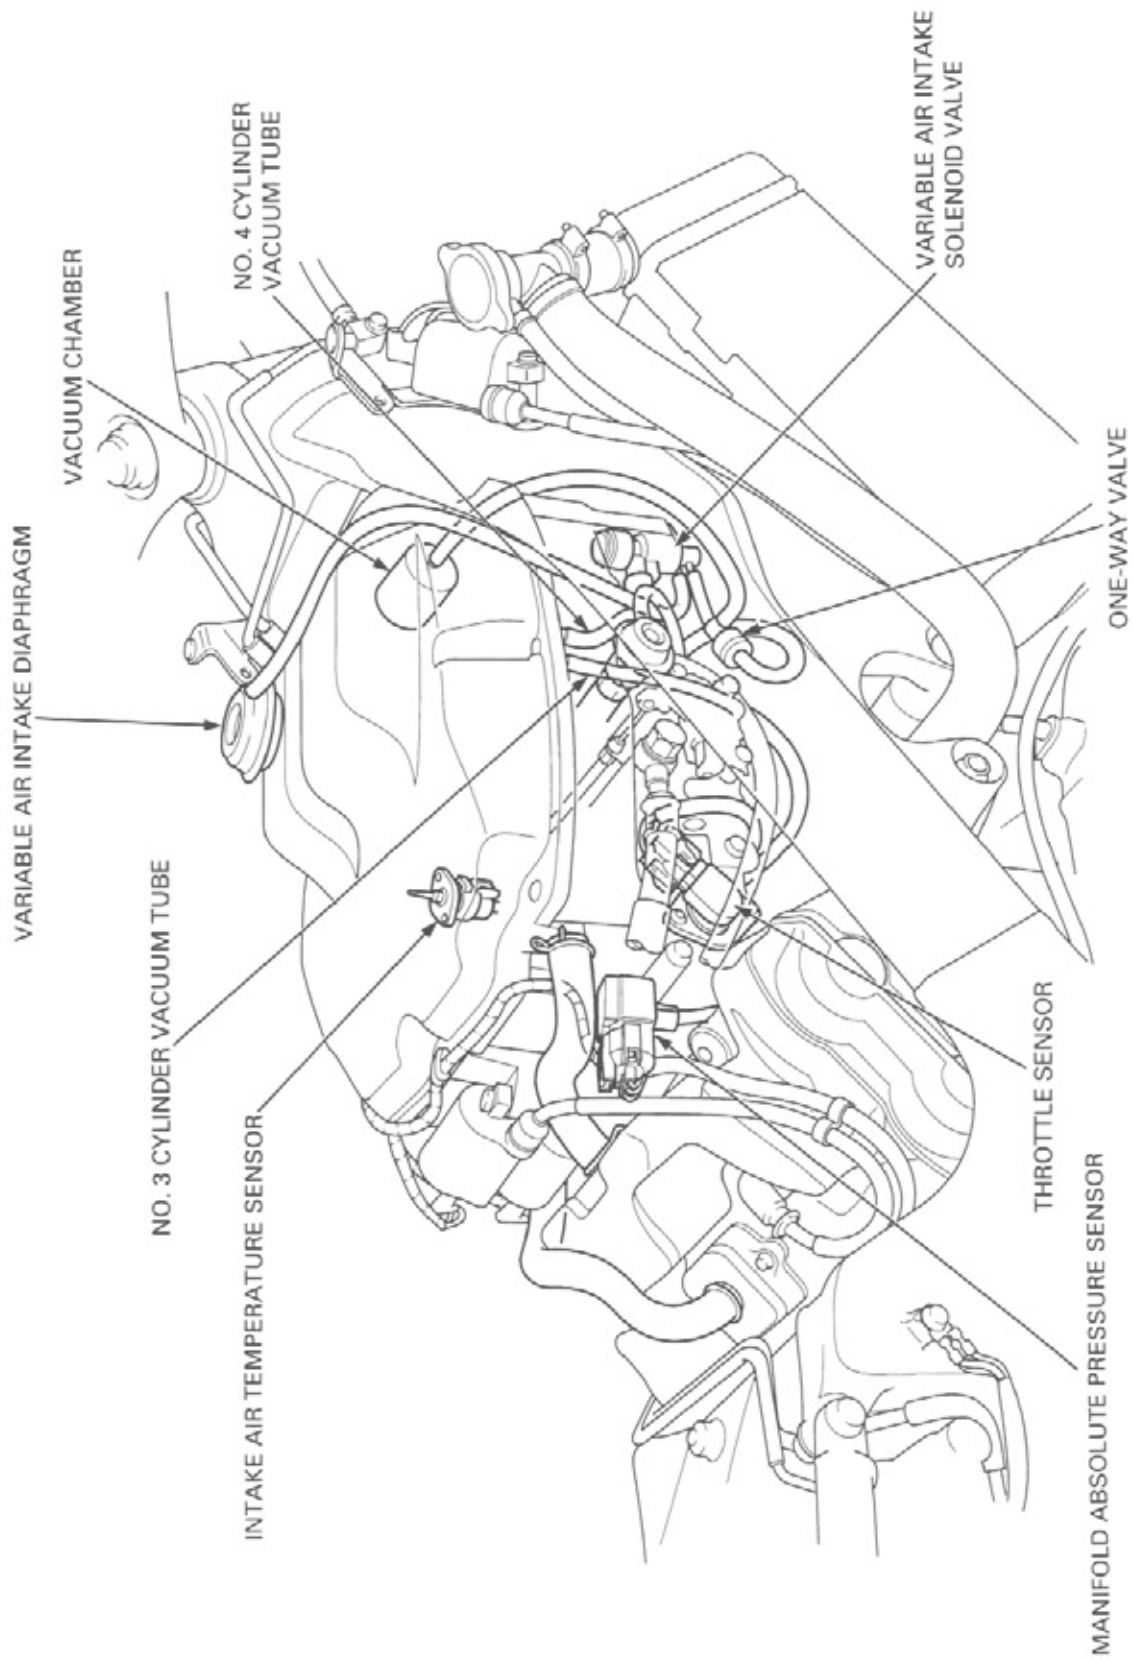 VARIABLE AIR INTAKE DIAPHRAGM
VACUUM CHAMBER
NO. 3 CYLINDER VACUUM TUBE
NO. 4 CYLINDER
VACUUM TUBE
INTAKE AIR TEMPERATURE SENSOR
VARIABLE AIR INTAKE
SOLENOID VALVE
THROTTLE SENSOR
MANIFOLD ABSOLUTE PRESSURE SENSOR
ONE-WAY VALVE